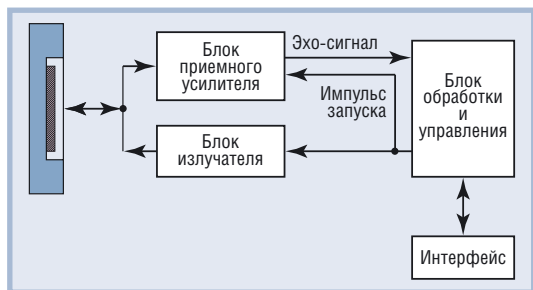 Блок
приемного
усилителя
Эхо-сигнал
Импульс
запуска
Блок
обработки
и
управления
Блок
излучателя
Интерфейс